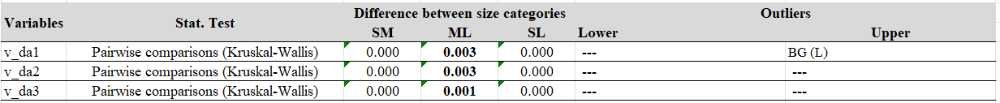 Variables Stat. Test Difference between size categories Outliers
SM ML SL Lower Upper
v_da1 Pairwise comparisons (Kruskal-Wallis) 0.000 0.003 0.000 --- BG (L)
v_da2 Pairwise comparisons (Kruskal-Wallis) 0.000 0.003 0.000 --- ---
v_da3 Pairwise comparisons (Kruskal-Wallis) 0.000 0.001 0.000 --- ---